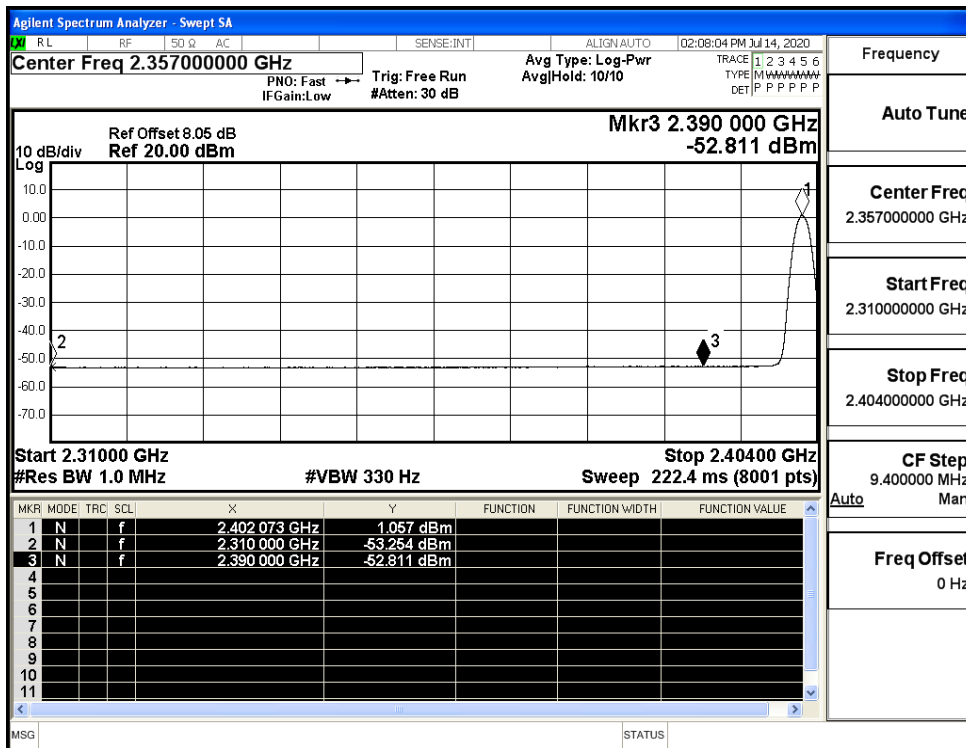 Agilent Spectrum Analyzer - Swept SA
LXI RL RF 50 Ω AC SENSE:INT ALIGN AUTO 02:08:04 PM Jul 14, 2020
Center Freq 2.357000000 GHz
PNO: Fast
IFGain:Low
Trig: Free Run
#Atten: 30 dB
Avg Type: Log-Pwr
Avg|Hold: 10/10
TRACE 1 2 3 4 5 6
TYPE M W W W W W
DET P P P P P P
Ref Offset 8.05 dB
10 dB/div Ref 20.00 dBm
Log
Mkr3 2.390 000 GHz
-52.811 dBm
10.0
0.00
-10.0
-20.0
-30.0
-40.0
-50.0
-60.0
-70.0
1
2
3
Start 2.31000 GHz Stop 2.40400 GHz
#Res BW 1.0 MHz #VBW 330 Hz Sweep 222.4 ms (8001 pts)
MKR MODE TRC SCL X Y FUNCTION FUNCTION WIDTH FUNCTION VALUE
1 N f 2.402 073 GHz 1.057 dBm
2 N f 2.310 000 GHz -53.254 dBm
3 N f 2.390 000 GHz -52.811 dBm
4
5
6
7
8
9
10
11
MSG STATUS
Frequency
Auto Tune
Center Freq
2.357000000 GHz
Start Freq
2.310000000 GHz
Stop Freq
2.404000000 GHz
CF Step
9.400000 MHz
Auto Man
Freq Offset
0 Hz